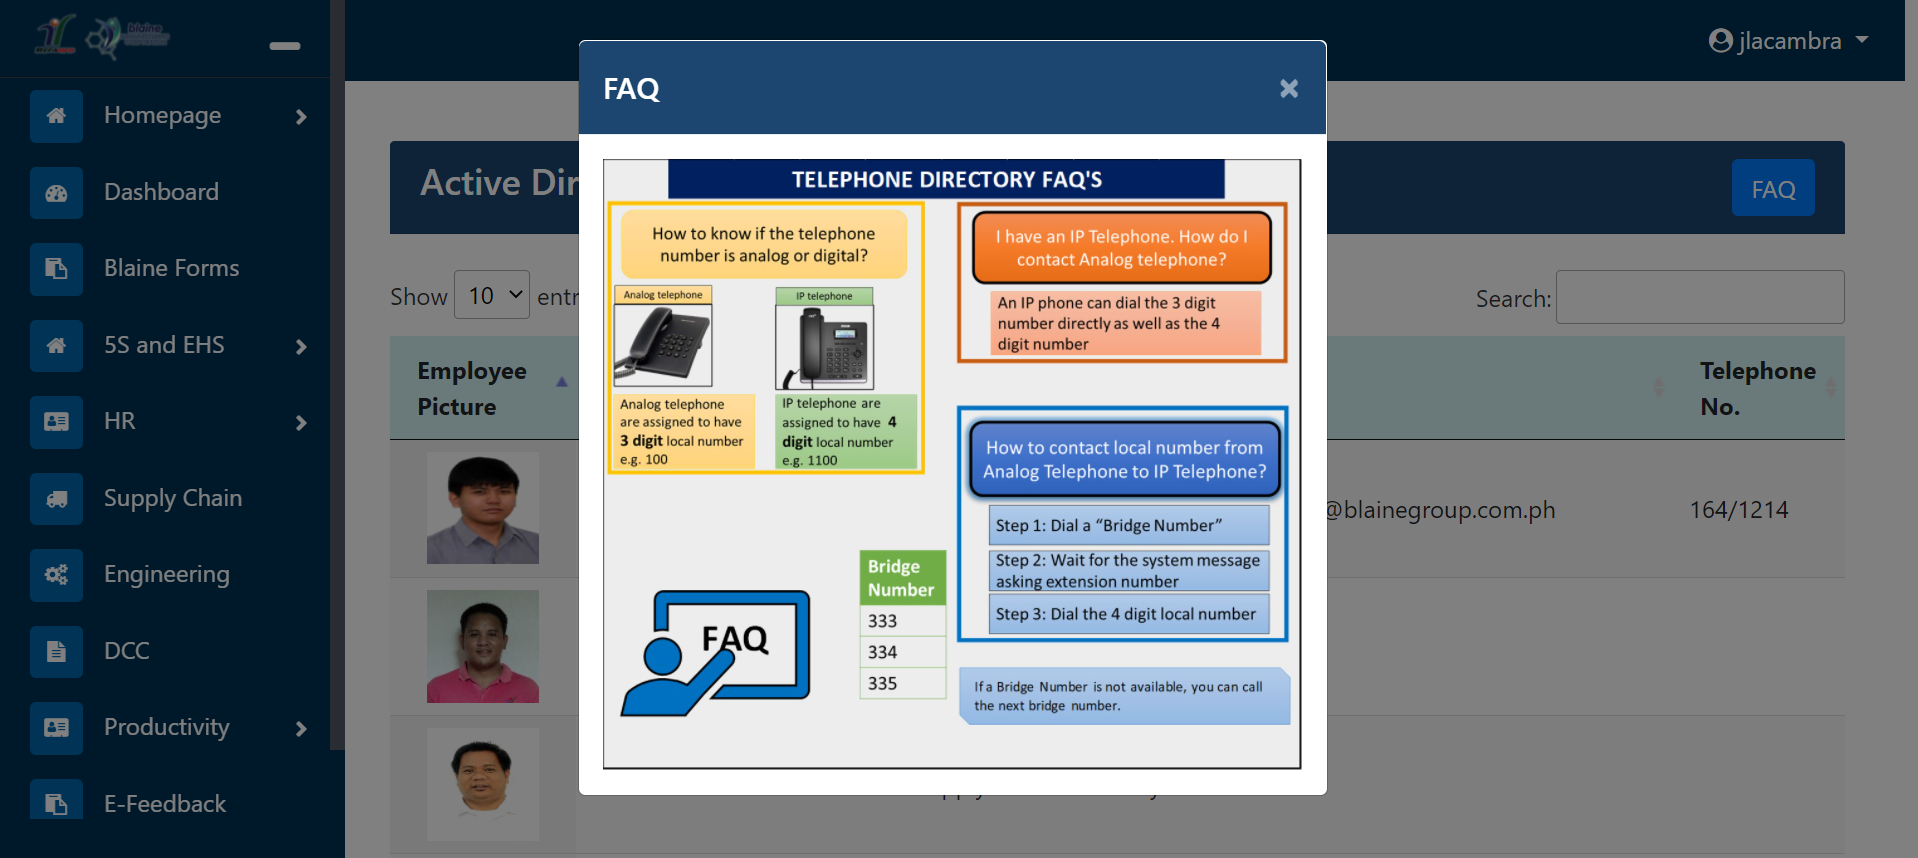 blaine
jlacambra
Homepage
Dashboard
Blaine Forms
5S and EHS
HR
Supply Chain
Engineering
DCC
Productivity
E-Feedback
Active Dir
FAQ
Show 10 entr
Search:
Employee
Picture
Telephone
No.
@blainegroup.com.ph
164/1214
FAQ
×
TELEPHONE DIRECTORY FAQ'S
How to know if the telephone
number is analog or digital?
Analog telephone
IP telephone
Analog telephone
are assigned to have
3 digit local number
e.g. 100
IP telephone are
assigned to have 4
digit local number
e.g. 1100
I have an IP Telephone. How do I
contact Analog telephone?
An IP phone can dial the 3 digit
number directly as well as the 4
digit number
How to contact local number from
Analog Telephone to IP Telephone?
Step 1: Dial a “Bridge Number”
Step 2: Wait for the system message
asking extension number
Step 3: Dial the 4 digit local number
Bridge
Number
333
334
335
FAQ
If a Bridge Number is not available, you can call
the next bridge number.